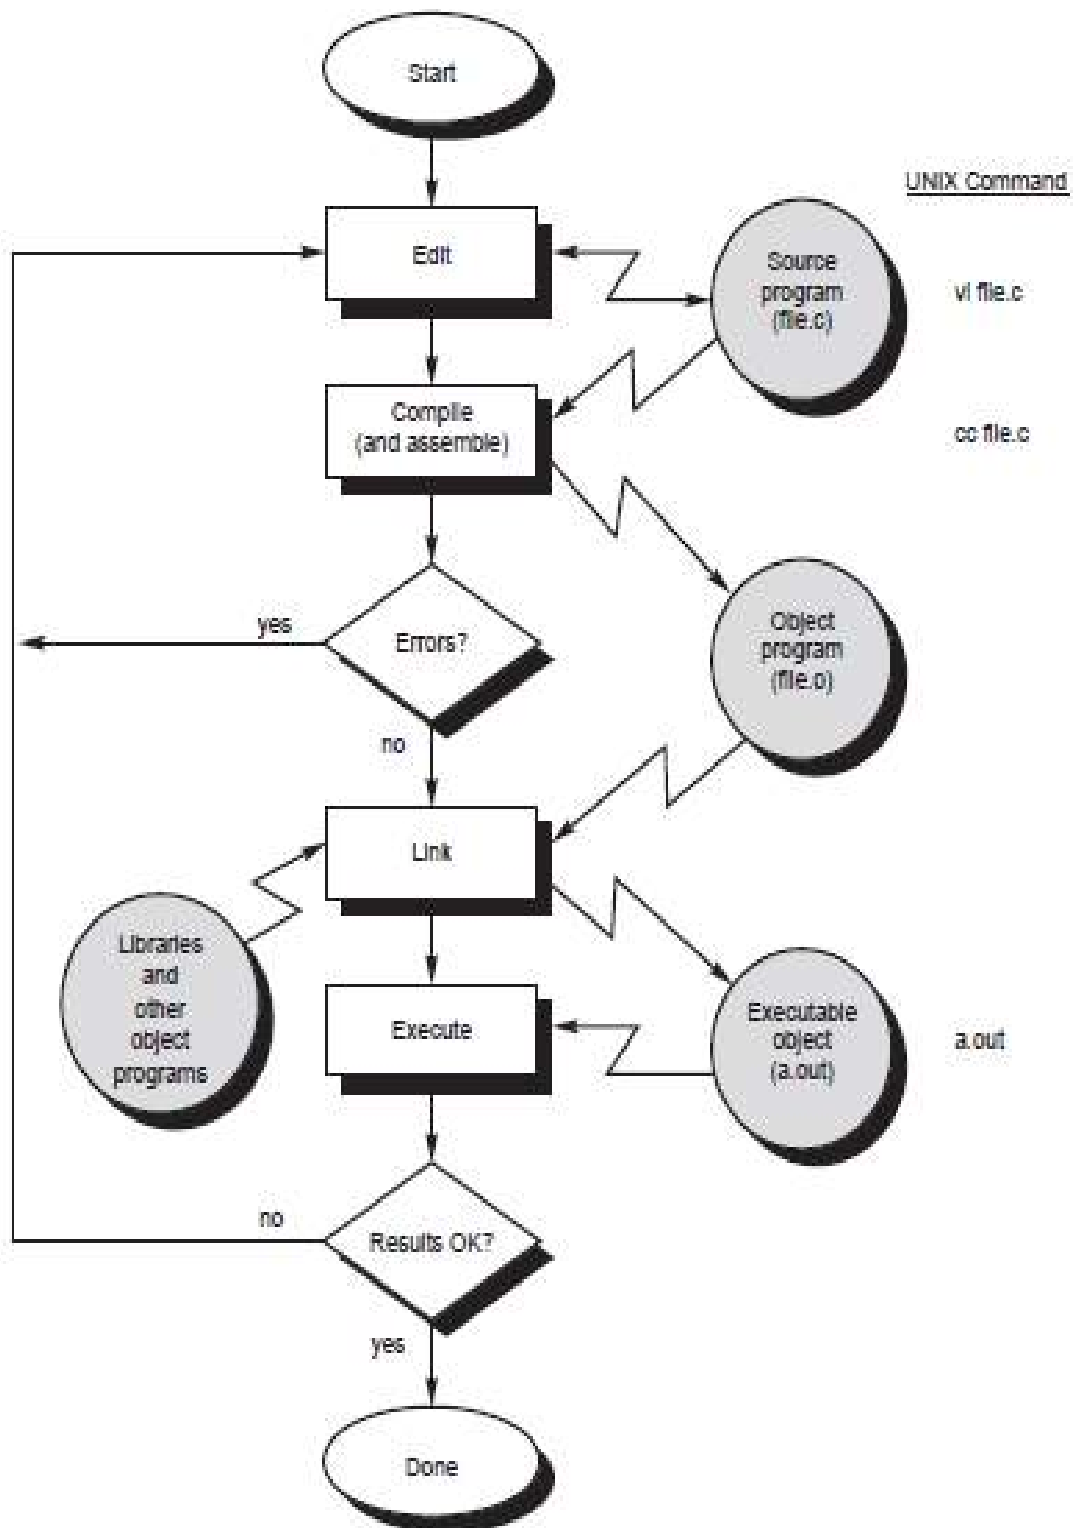 Start
UNIX Command
Edit
Source
program
(file.c)
vi file.c
Compile
(and assemble)
cc file.c
yes
Errors?
Object
program
(file.o)
no
Link
Libraries
and
other
object
programs
Execute
Executable
object
(a.out)
a.out
no
Results OK?
yes
Done